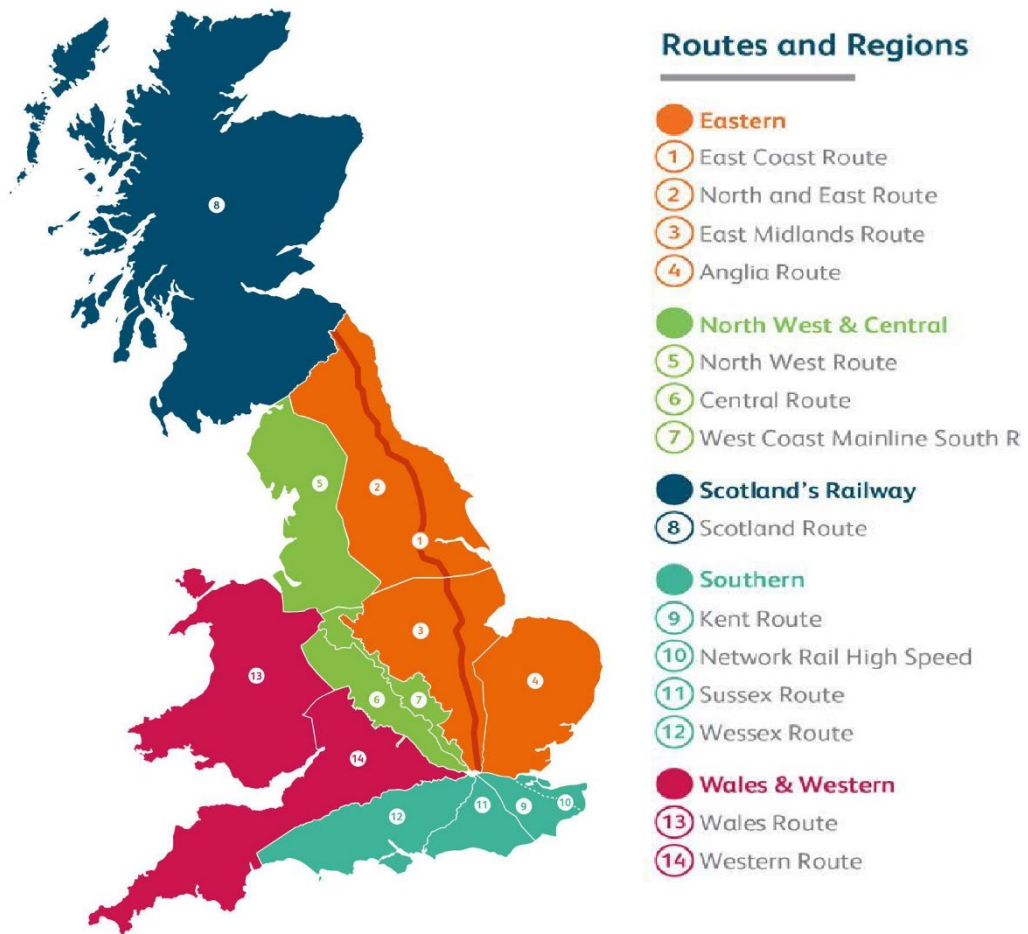 Routes and Regions
Eastern
1 East Coast Route
2 North and East Route
3 East Midlands Route
4 Anglia Route
North West & Central
5 North West Route
6 Central Route
7 West Coast Mainline South R
Scotland's Railway
8 Scotland Route
Southern
9 Kent Route
10 Network Rail High Speed
11 Sussex Route
12 Wessex Route
Wales & Western
13 Wales Route
14 Western Route
8
5
2
1
3
4
13
6
7
14
12
11
9
10